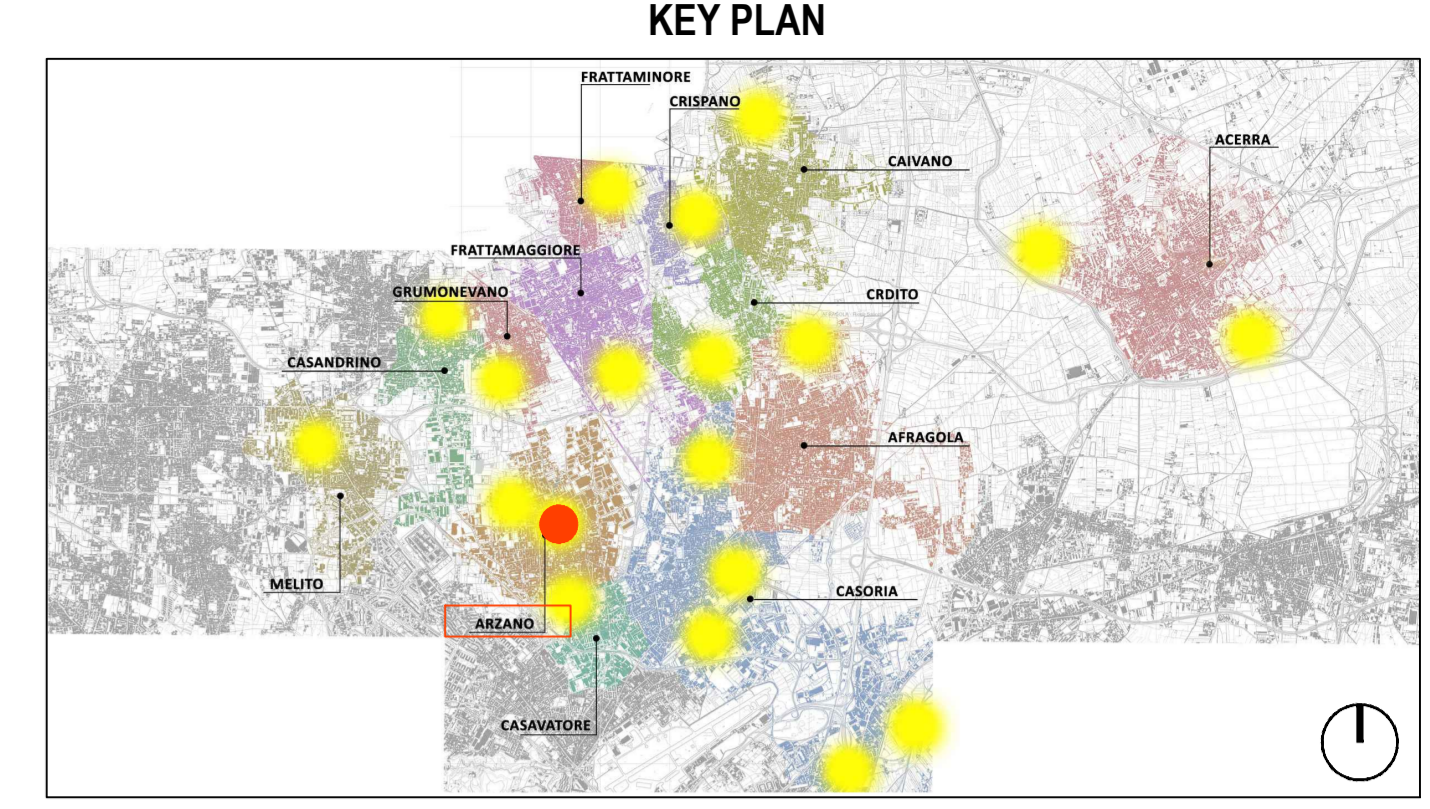 KEY PLAN
FRATTAMINORE
CRISPANO
ACERRA
CAIVANO
FRATTAMAGGIORE
GRUMONEVANO
CRDITO
CASANDRINO
AFRAGOLA
MELITO
CASORIA
ARZANO
CASAVATORE